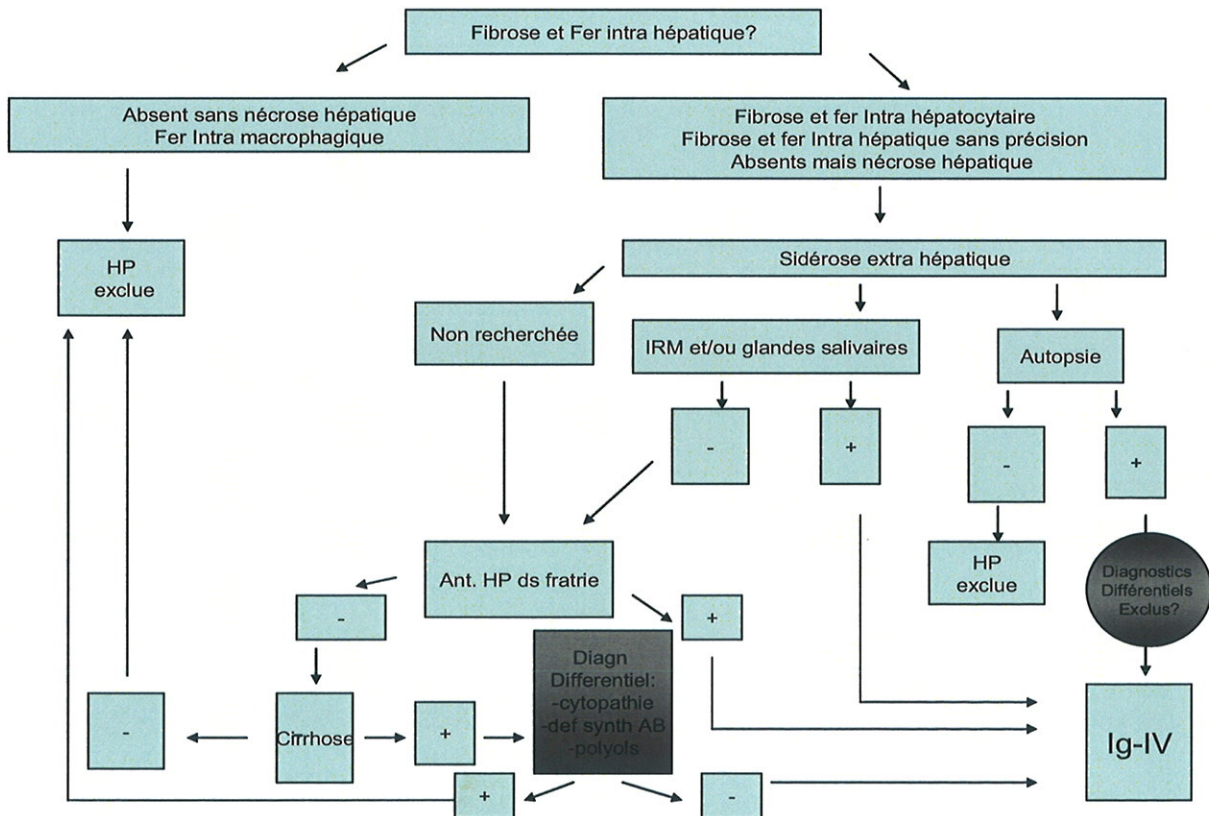 Fibrose et Fer intra hépatique?
Absent sans nécrose hépatique
Fer Intra macrophagique
Fibrose et fer Intra hépatocytaire
Fibrose et fer Intra hépatique sans précision
Absents mais nécrose hépatique
HP
exclue
Sidérose extra hépatique
Non recherchée
IRM et/ou glandes salivaires
Autopsie
-
+
-
+
HP
exclue
Diagnostics
Différentiels
Exclus?
Ant. HP ds fratrie
-
+
Diagn
Differentiel:
-cytopathie
-def synth AB
-polyols
-
Cirrhose
+
Ig-IV
+
-